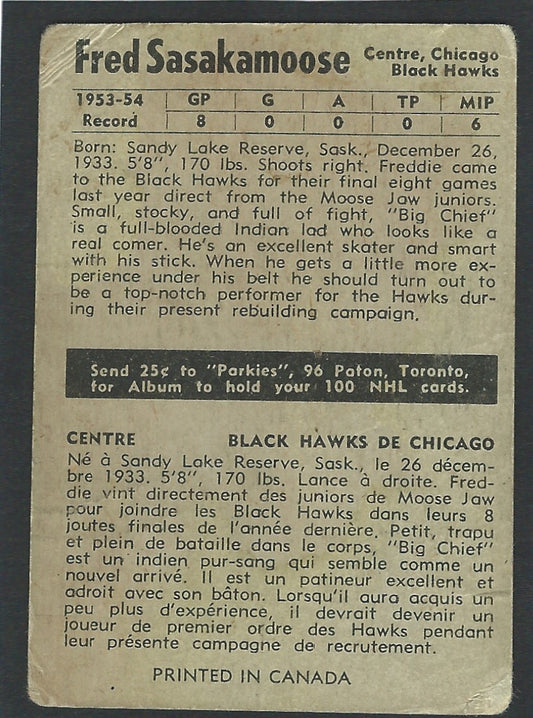 Fred Sasakamoose Centre, Chicago
Black Hawks
1953-54 | GP | G | A | TP | MIP
Record | 8 | 0 | 0 | 0 | 6
Born: Sandy Lake Reserve, Sask., December 26,
1933. 5'8", 170 lbs. Shoots right. Freddie came
to the Black Hawks for their final eight games
last year direct from the Moose Jaw juniors.
Small, stocky, and full of fight, "Big Chief"
is a full-blooded Indian lad who looks like a
real comer. He's an excellent skater and smart
with his stick. When he gets a little more ex-
perience under his belt he should turn out to
be a top-notch performer for the Hawks dur-
ing their present rebuilding campaign.
Send 25¢ to "Parkies", 96 Paton, Toronto,
for Album to hold your 100 NHL cards.
CENTRE BLACK HAWKS DE CHICAGO
Né à Sandy Lake Reserve, Sask., le 26 décem-
bre 1933. 5'8", 170 lbs. Lance à droite. Fred-
die vint directement des juniors de Moose Jaw
pour joindre les Black Hawks dans leurs 8
joutes finales de l'année dernière. Petit, trapu
et plein de bataille dans le corps, "Big Chief"
est un indien pur-sang qui semble comme un
nouvel arrivé. Il est un patineur excellent et
adroit avec son bâton. Lorsqu'il aura acquis un
peu plus d'expérience, il devrait devenir un
joueur de premier ordre des Hawks pendant
leur présente campagne de recrutement.
PRINTED IN CANADA